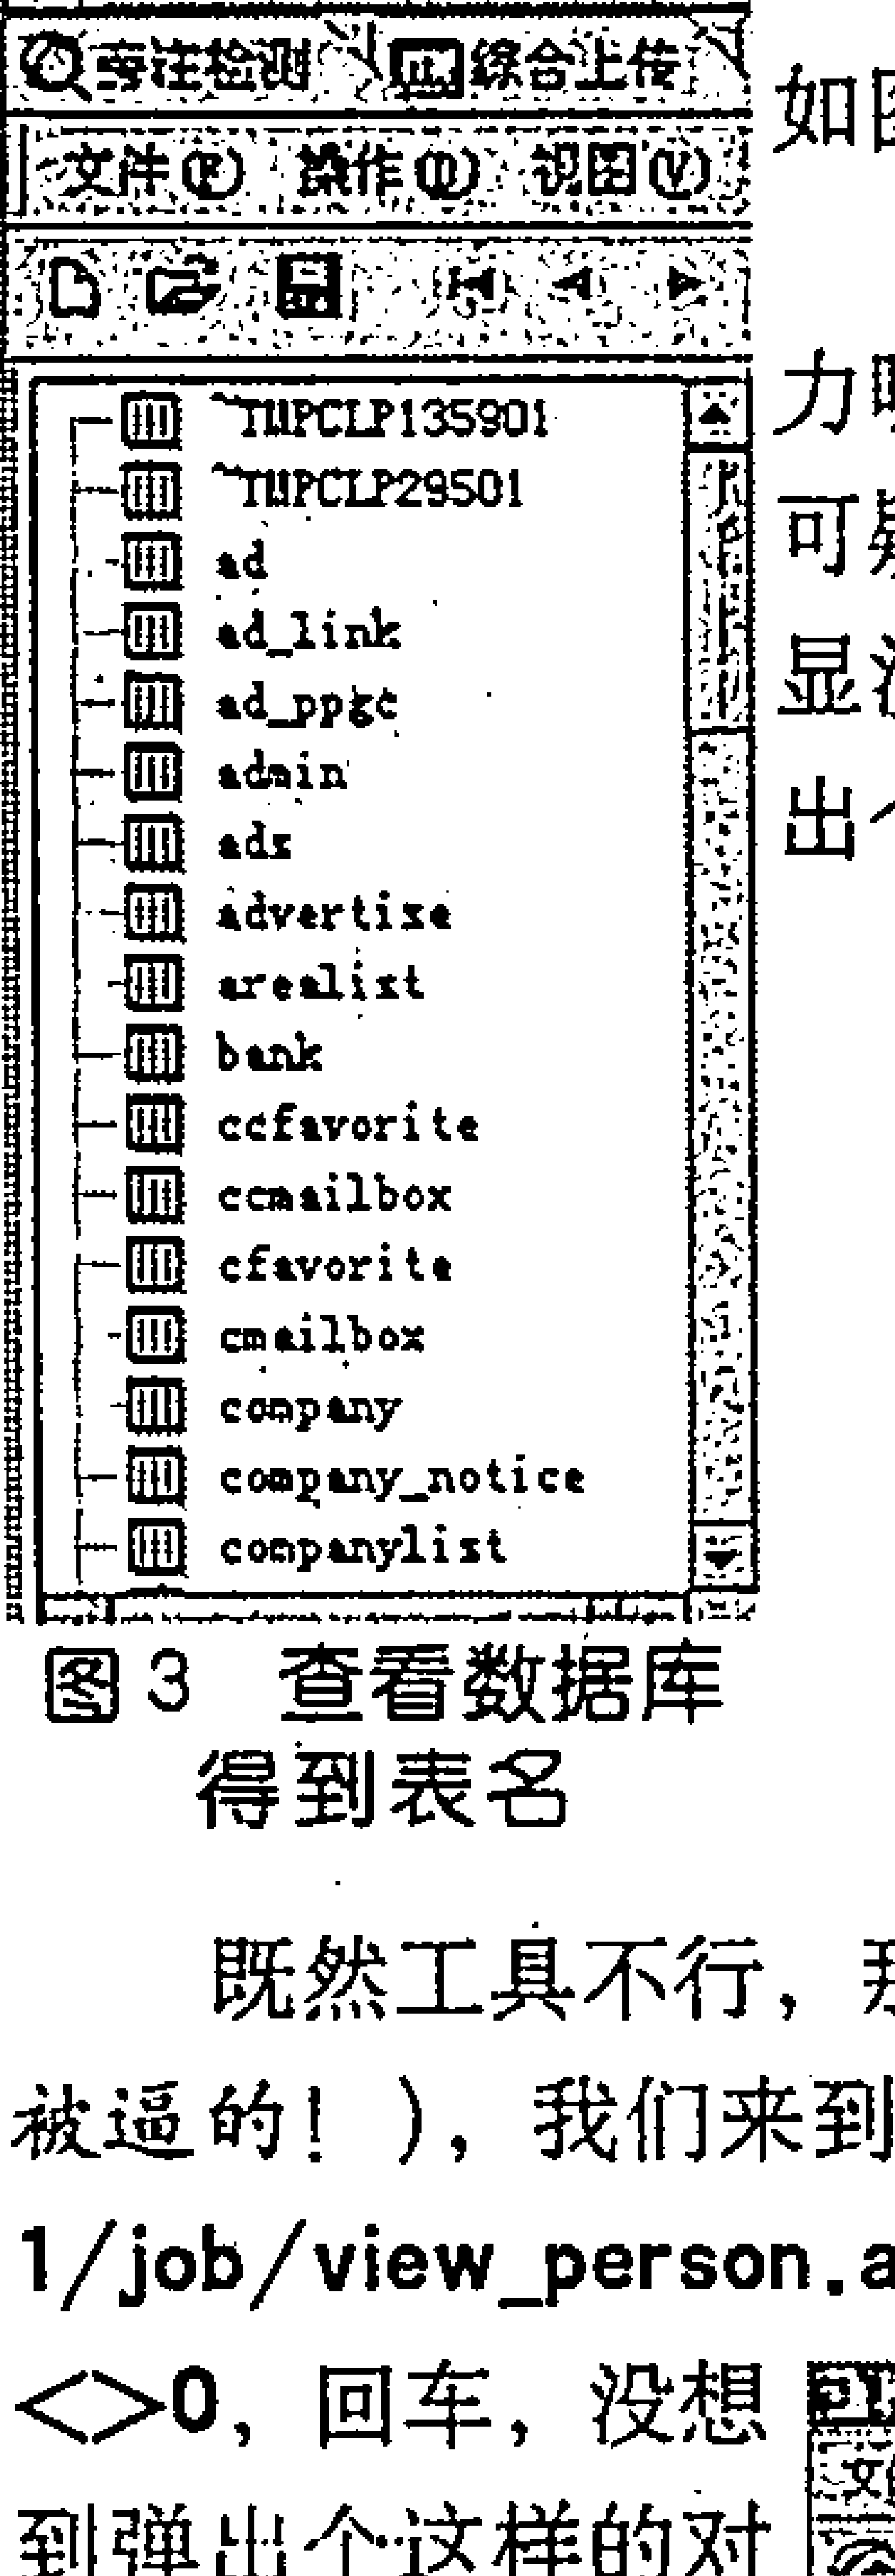 旁注检测 综合上传
文件(F) 操作(O) 视图(V)
~TMPCLP135901
~TMPCLP29501
ad
ad_link
ad_ppgc
admin
ads
advertise
arealist
bank
ccfavorite
ccmailbox
cfavorite
cmailbox
company
company_notice
companylist
图3 查看数据库
得到表名
如
力
可
显
出
既然工具不行，
被逼的！），我们来到
1/job/view_person.a
<>0，回车，没想
到弹出个这样的对